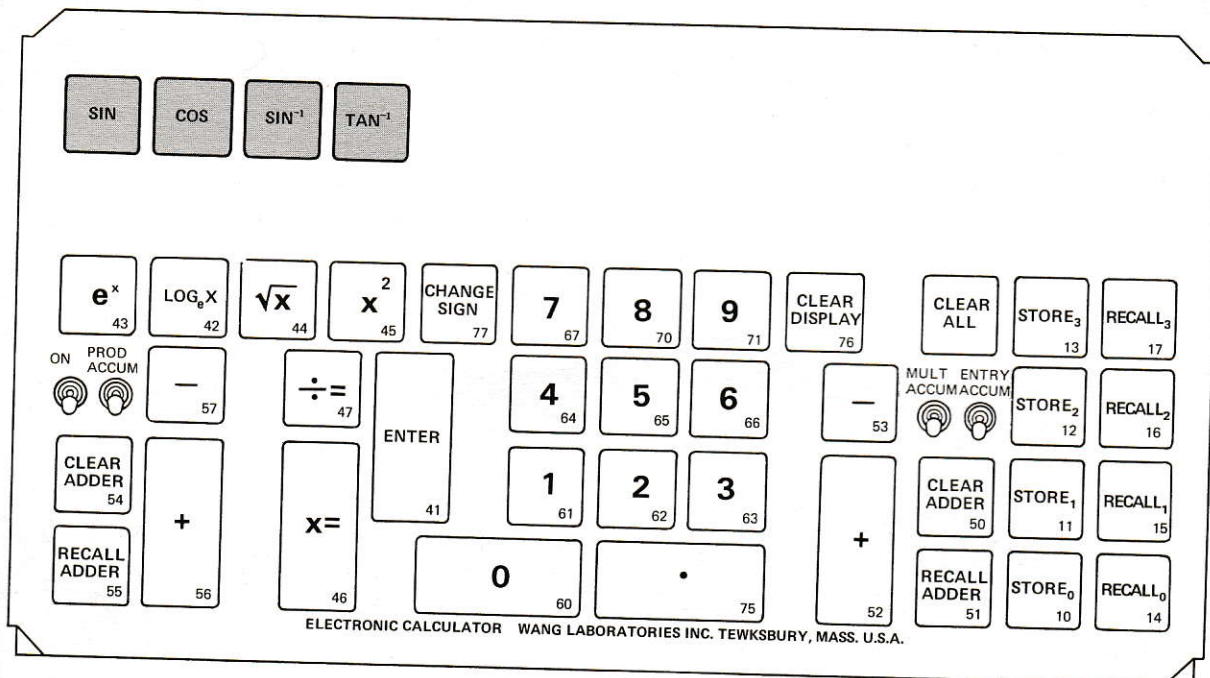 SIN COS SIN⁻¹ TAN⁻¹
eˣ 43
LOGₑX 42
√x 44
x² 45
CHANGE
SIGN
77
7 67
8 70
9 71
CLEAR
DISPLAY
76
CLEAR
ALL
STORE₃ 13
RECALL₃ 17
ON
PROD
ACCUM
− 57
÷= 47
ENTER 41
4 64
5 65
6 66
− 53
MULT
ACCUM
ENTRY
ACCUM
STORE₂ 12
RECALL₂ 16
CLEAR
ADDER
54
+ 56
x= 46
1 61
2 62
3 63
+ 52
CLEAR
ADDER
50
STORE₁ 11
RECALL₁ 15
RECALL
ADDER
55
0 60
. 75
RECALL
ADDER
51
STORE₀ 10
RECALL₀ 14
ELECTRONIC CALCULATOR WANG LABORATORIES INC. TEWKSBURY, MASS. U.S.A.